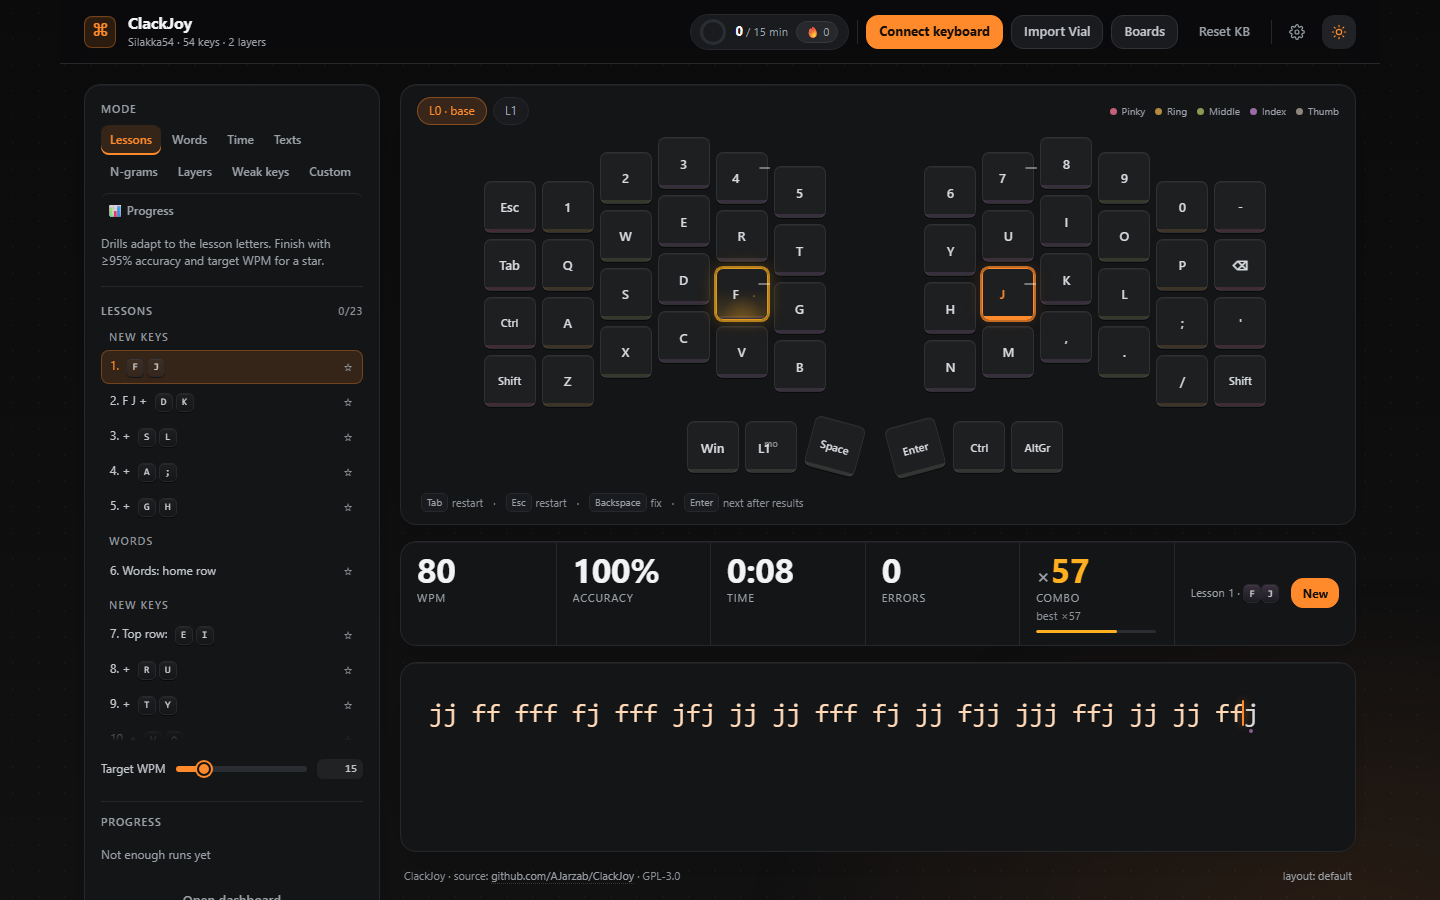 ⌘ ClackJoy
Silakka54 · 54 keys · 2 layers
0 / 15 min 🔥 0
Connect keyboard
Import Vial
Boards
Reset KB
MODE
Lessons Words Time Texts
N-grams Layers Weak keys Custom
📊 Progress
Drills adapt to the lesson letters. Finish with
≥95% accuracy and target WPM for a star.
LESSONS 0/23
NEW KEYS
1. F J ☆
2. F J + D K ☆
3. + S L ☆
4. + A ; ☆
5. + G H ☆
WORDS
6. Words: home row ☆
NEW KEYS
7. Top row: E I ☆
8. + R U ☆
9. + T Y ☆
Target WPM 15
PROGRESS
Not enough runs yet
Open dashboard
L0 · base L1
Pinky Ring Middle Index Thumb
Esc 1 2 3 4 5 6 7 8 9 0 -
Tab Q W E R T Y U I O P ⌫
Ctrl A S D F G H J K L ; '
Shift Z X C V B N M , . / Shift
Win L1 mo Space Enter Ctrl AltGr
Tab restart · Esc restart · Backspace fix · Enter next after results
80
WPM
100%
ACCURACY
0:08
TIME
0
ERRORS
×57
COMBO
best ×57
Lesson 1 · F J New
jj ff fff fj fff jfj jj jj fff fj jj fjj jjj ffj jj jj ffj
ClackJoy · source: github.com/AJarzab/ClackJoy · GPL-3.0
layout: default